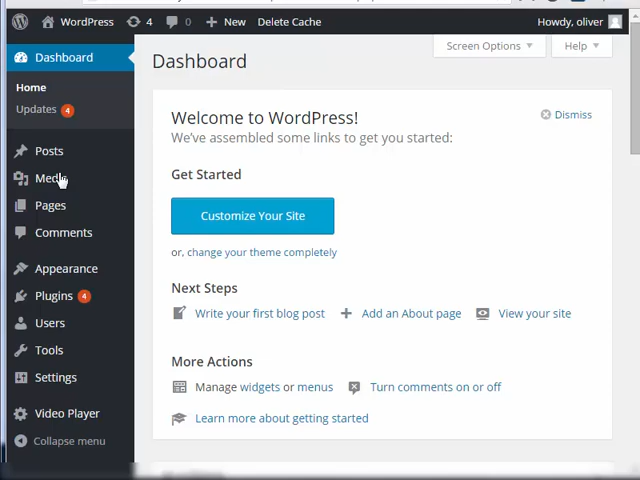 WordPress 4 0 + New Delete Cache Howdy, oliver
Dashboard
Home
Updates 4
Posts
Media
Pages
Comments
Appearance
Plugins 4
Users
Tools
Settings
Video Player
Collapse menu
Screen Options Help
Dashboard
Welcome to WordPress! Dismiss
We've assembled some links to get you started:
Get Started
Customize Your Site
or, change your theme completely
Next Steps
Write your first blog post Add an About page View your site
More Actions
Manage widgets or menus Turn comments on or off
Learn more about getting started